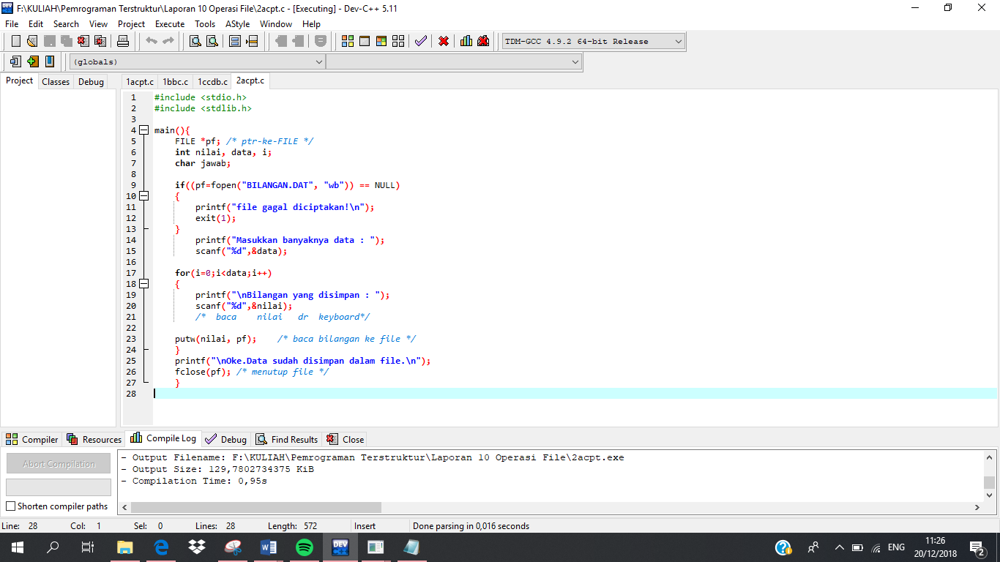 F:\KULIAH\Pemrograman Terstruktur\Laporan 10 Operasi File\2acpt.c - [Executing] - Dev-C++ 5.11
File Edit Search View Project Execute Tools AStyle Window Help
TDM-GCC 4.9.2 64-bit Release
(globals)
Project Classes Debug 1acpt.c 1bbc.c 1ccdb.c 2acpt.c
1 #include <stdio.h>
2 #include <stdlib.h>
3
4 main(){
5 FILE *pf; /* ptr-ke-FILE */
6 int nilai, data, i;
7 char jawab;
8
9 if((pf=fopen("BILANGAN.DAT", "wb")) == NULL)
10 {
11 printf("file gagal diciptakan!\n");
12 exit(1);
13 }
14 printf("Masukkan banyaknya data : ");
15 scanf("%d",&data);
16
17 for(i=0;i<data;i++)
18 {
19 printf("\nBilangan yang disimpan : ");
20 scanf("%d",&nilai);
21 /* baca nilai dr keyboard*/
22
23 putw(nilai, pf); /* baca bilangan ke file */
24 }
25 printf("\nOke.Data sudah disimpan dalam file.\n");
26 fclose(pf); /* menutup file */
27 }
28
Compiler Resources Compile Log Debug Find Results Close
Abort Compilation
Shorten compiler paths
- Output Filename: F:\KULIAH\Pemrograman Terstruktur\Laporan 10 Operasi File\2acpt.exe
- Output Size: 129,7802734375 KiB
- Compilation Time: 0,95s
Line: 28 Col: 1 Sel: 0 Lines: 28 Length: 572 Insert Done parsing in 0,016 seconds
DEV
ENG
11:26
20/12/2018
2